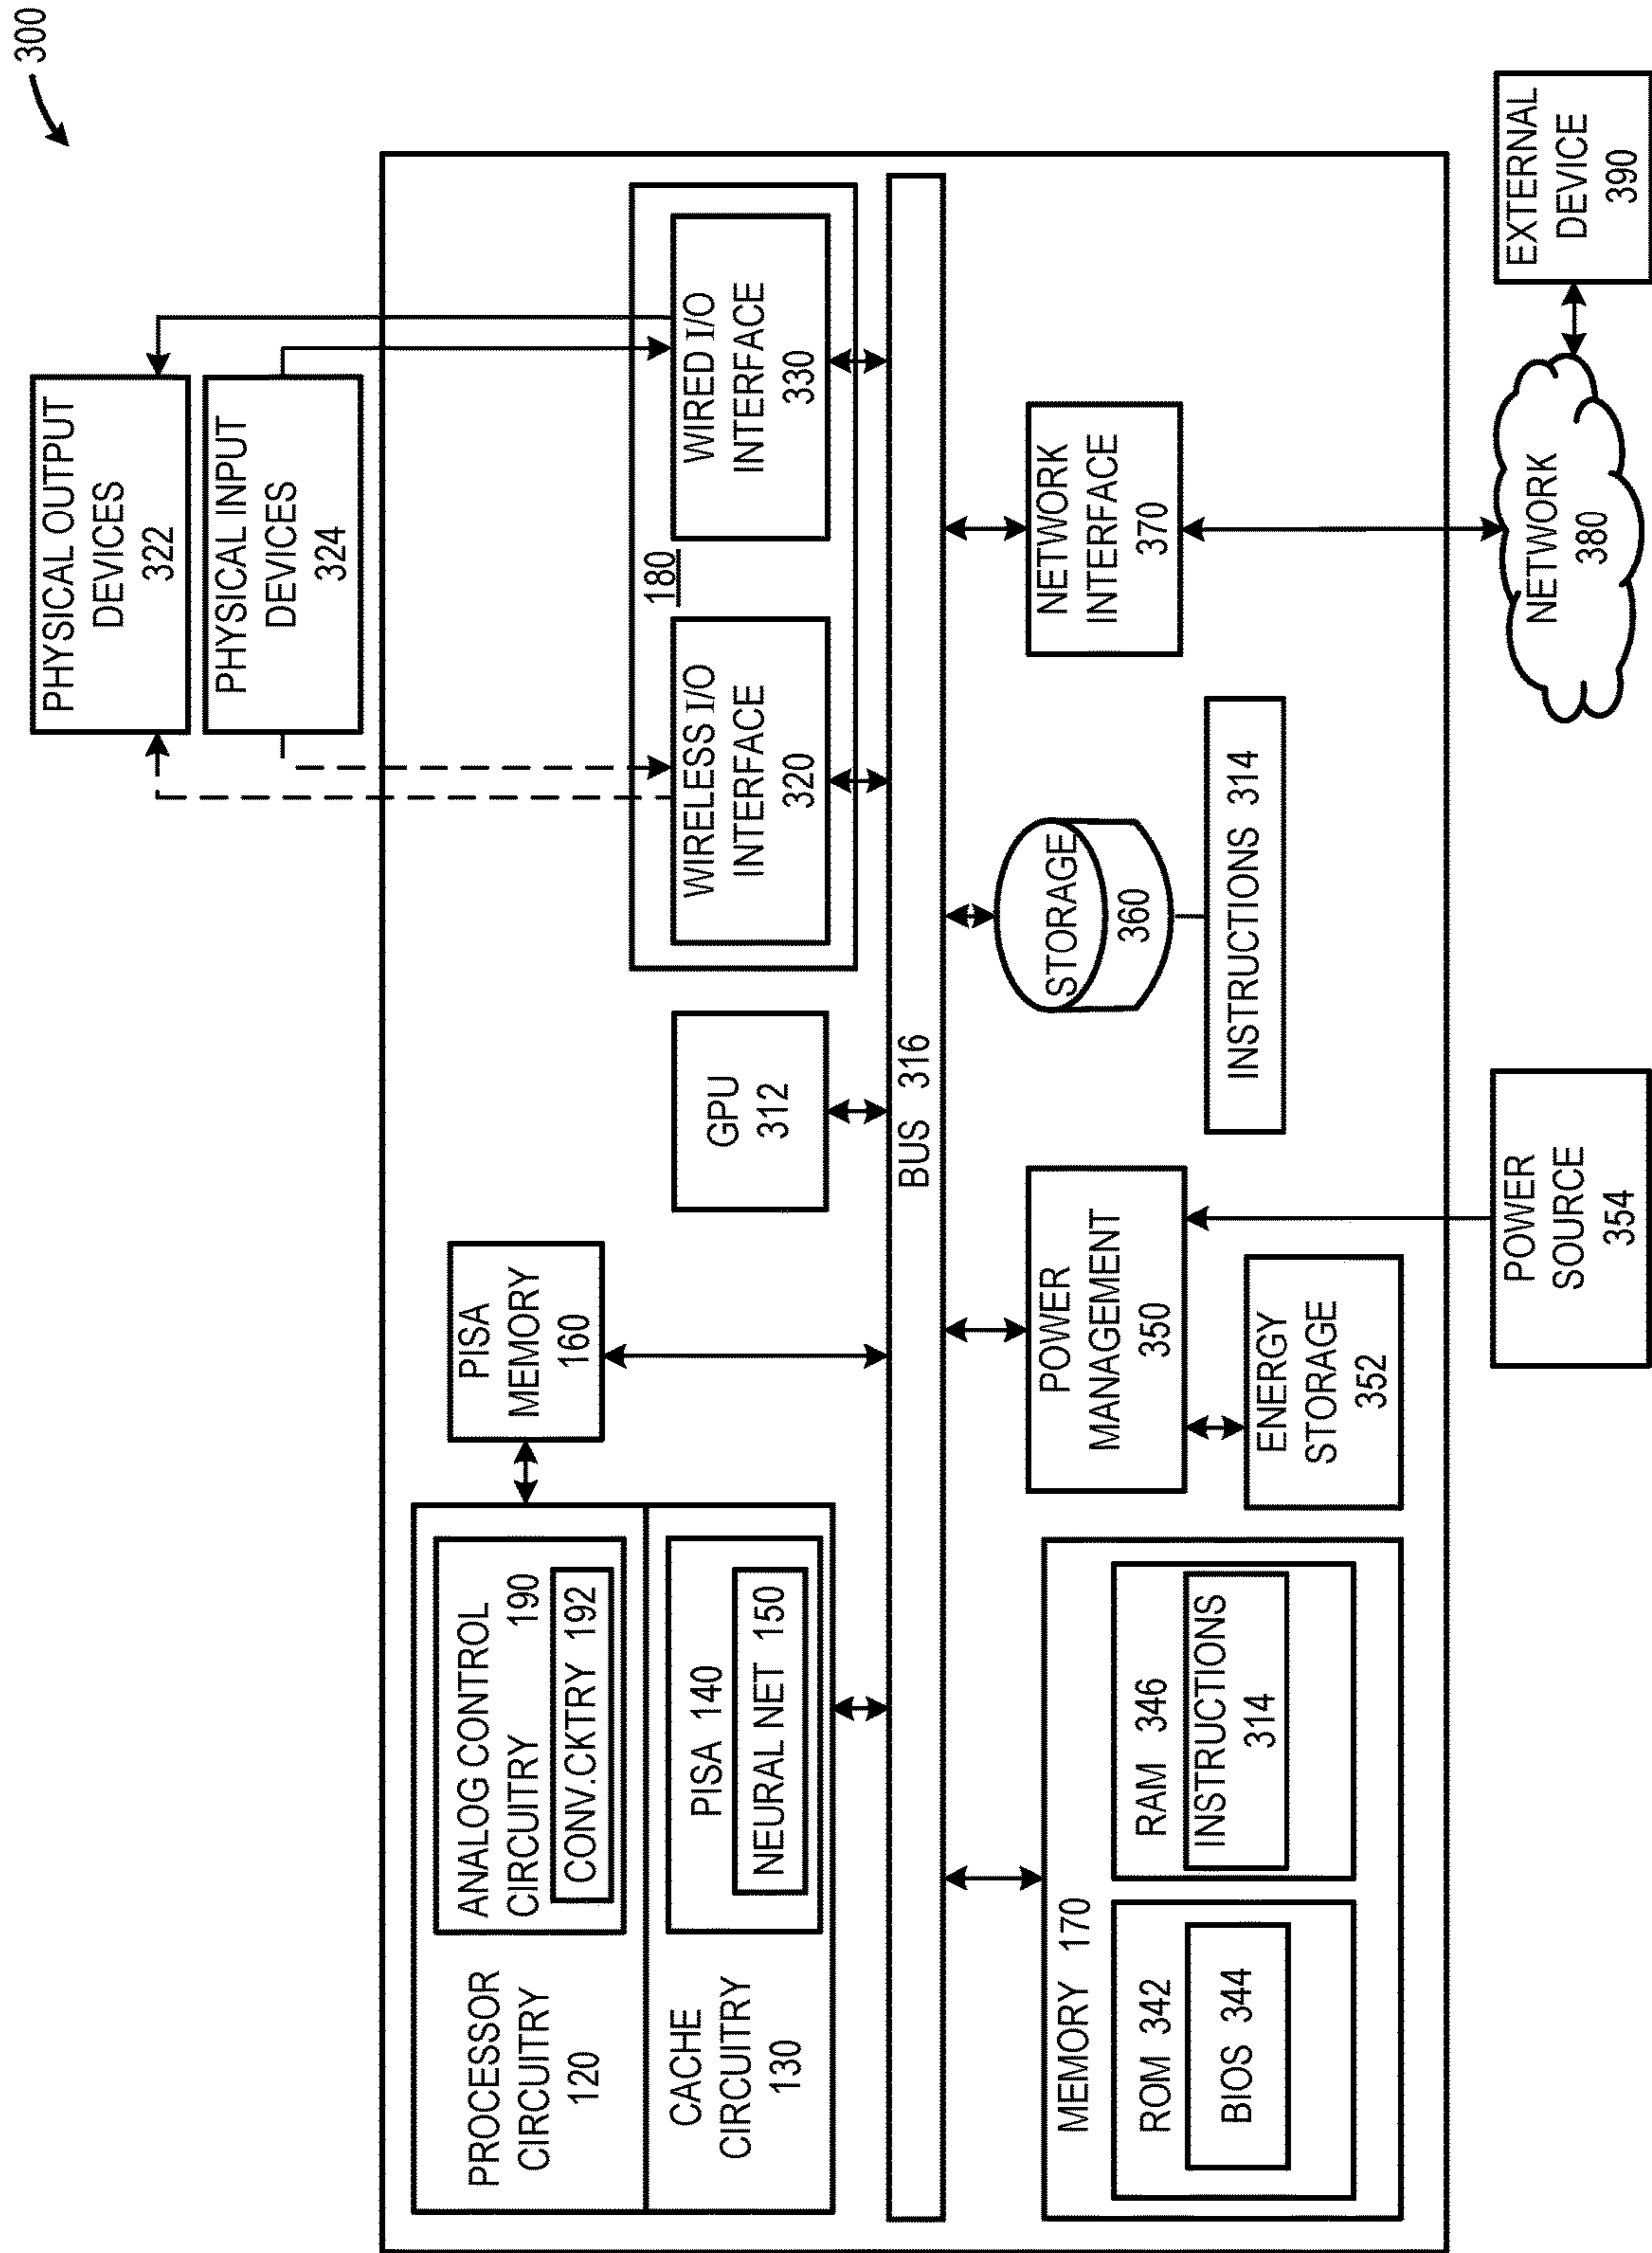 300
PHYSICAL OUTPUT
DEVICES
322
PHYSICAL INPUT
DEVICES
324
PROCESSOR
CIRCUITRY
120
ANALOG CONTROL
CIRCUITRY 190
CONV.CKTRY 192
CACHE
CIRCUITRY
130
PISA 140
NEURAL NET 150
PISA
MEMORY
160
GPU
312
180
WIRELESS I/O
INTERFACE
320
WIRED I/O
INTERFACE
330
BUS 316
MEMORY 170
ROM 342
BIOS 344
RAM 346
INSTRUCTIONS
314
POWER
MANAGEMENT
350
ENERGY
STORAGE
352
STORAGE
360
INSTRUCTIONS 314
NETWORK
INTERFACE
370
POWER
SOURCE
354
NETWORK
380
EXTERNAL
DEVICE
390